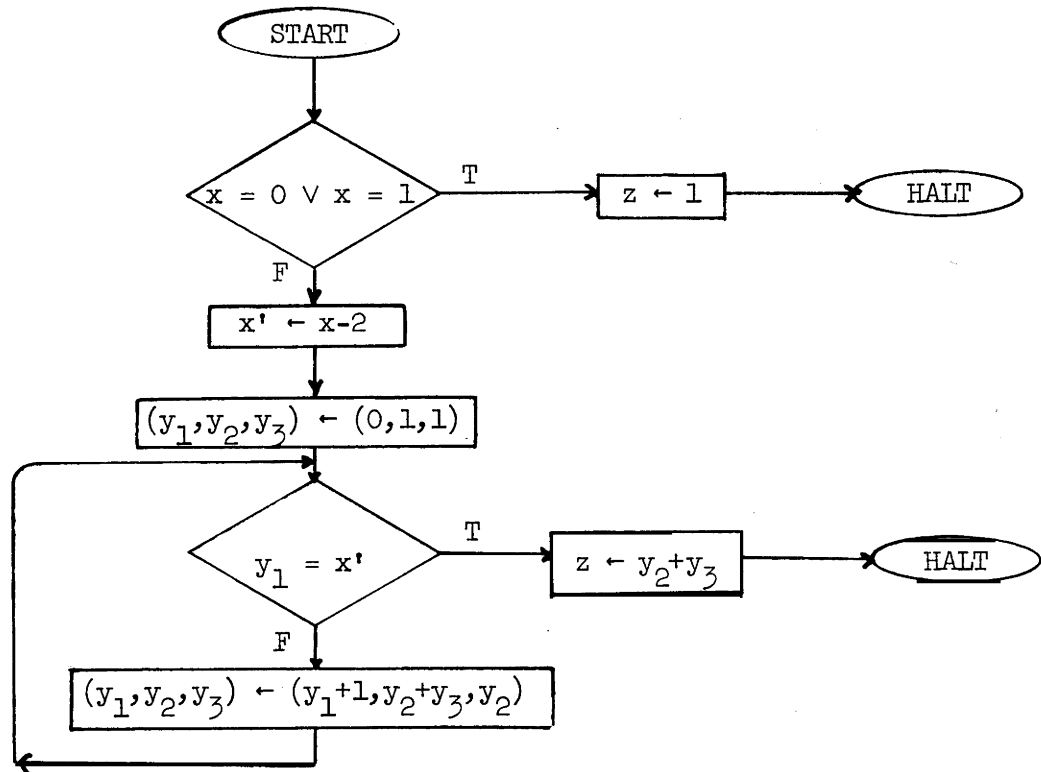 START
x = 0 ∨ x = 1
T
z ← 1
HALT
F
x' ← x-2
(y₁,y₂,y₃) ← (0,1,1)
y₁ = x'
T
z ← y₂+y₃
HALT
F
(y₁,y₂,y₃) ← (y₁+1,y₂+y₃,y₂)